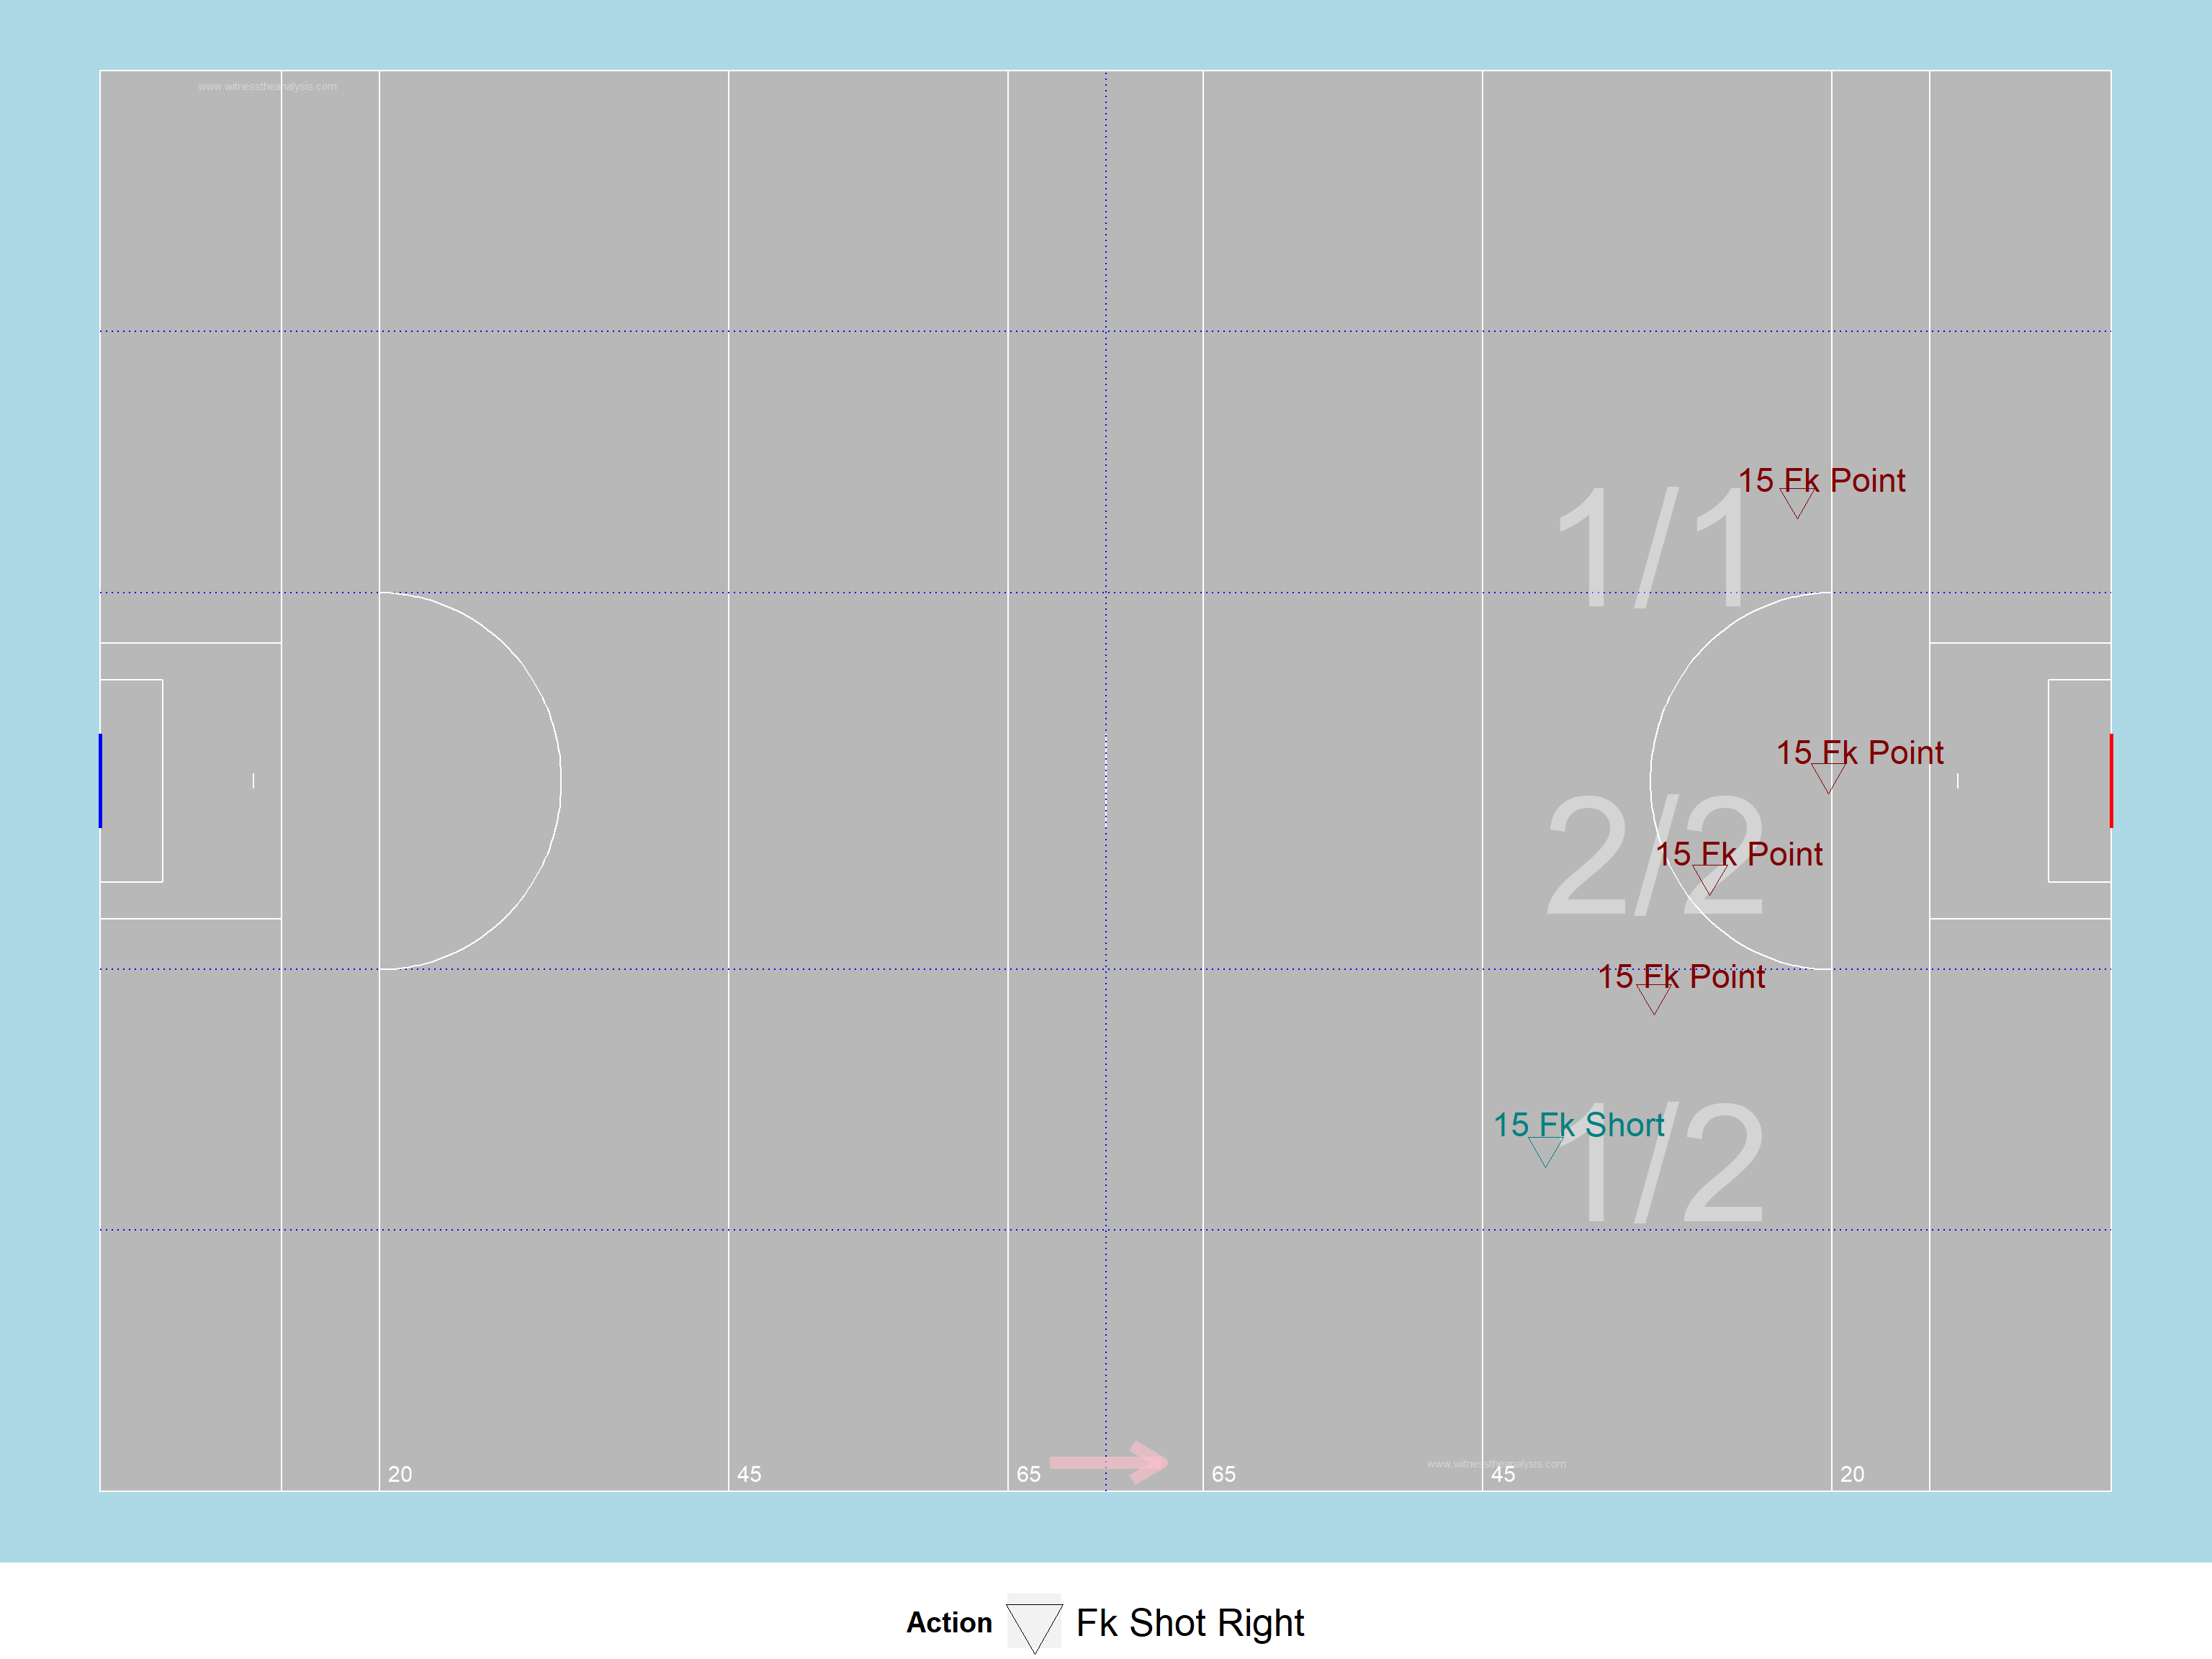 www.witnesstheanalysis.com
15 Fk Point
1/1
15 Fk Point
2/2
15 Fk Point
15 Fk Point
15 Fk Short
1/2
www.witnesstheanalysis.com
20 45 65 65 45 20
Action Fk Shot Right